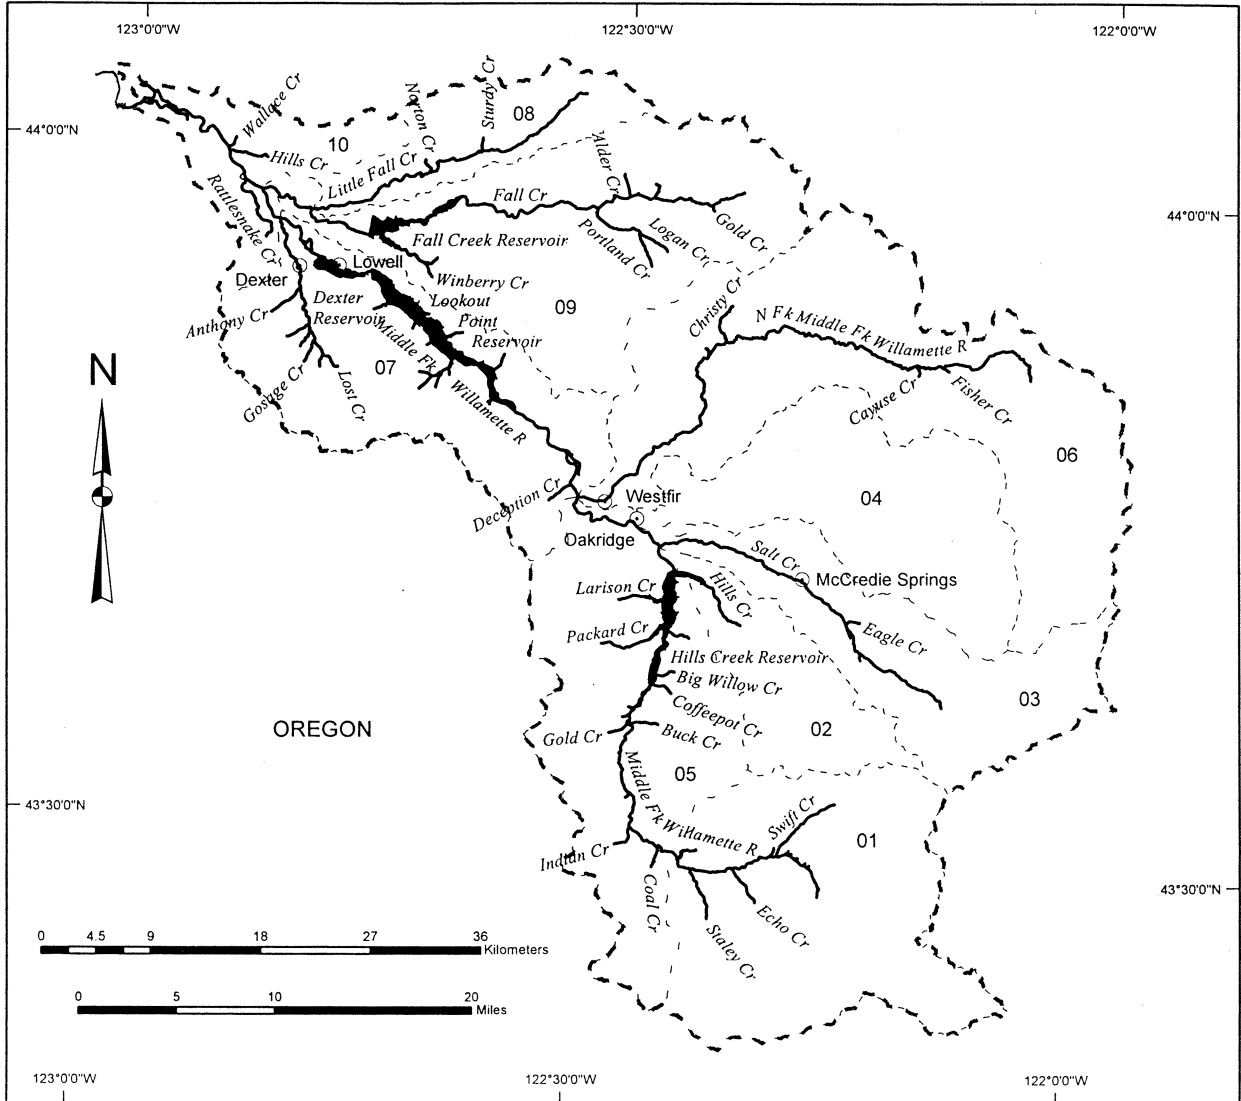 123°0'0"W
122°30'0"W
122°0'0"W
44°0'0"N
44°0'0"N
Wallace Cr
Norton Cr
Sturdy Cr
08
10
Hills Cr
Little Fall Cr
Rattlesnake Cr
Fall Cr
Alder Cr
Gold Cr
Logan Cr
Portland Cr
Fall Creek Reservoir
Lowell
Dexter
Winberry Cr
Dexter
Reservoir
Lookout
Point
Reservoir
09
Christy Cr
N Fk Middle Fk Willamette R
Anthony Cr
Middle Fk
Willamette R
07
N
Gosage Cr
Lost Cr
Cayuse Cr
Fisher Cr
06
04
Deception Cr
Westfir
Oakridge
Salt Cr
McCredie Springs
Larison Cr
Hills Cr
Packard Cr
Eagle Cr
Hills Creek Reservoir
Big Willow Cr
Coffeepot Cr
03
02
Gold Cr
Buck Cr
OREGON
05
Middle Fk Willamette R
Swift Cr
01
43°30'0"N
43°30'0"N
Indian Cr
Coal Cr
Staley Cr
Echo Cr
0 4.5 9 18 27 36
Kilometers
0 5 10 20
Miles
123°0'0"W
122°30'0"W
122°0'0"W